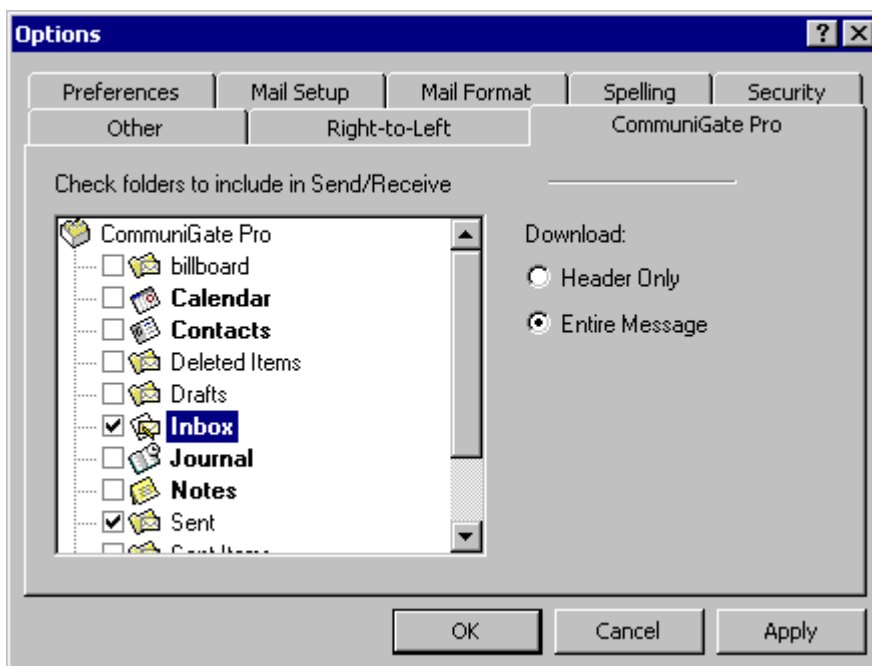 Options
Preferences
Mail Setup
Mail Format
Spelling
Security
Other
Right-to-Left
CommuniGate Pro
Check folders to include in Send/Receive
CommuniGate Pro
billboard
Calendar
Contacts
Deleted Items
Drafts
Inbox
Journal
Notes
Sent
Sent Items
Download:
Header Only
Entire Message
OK
Cancel
Apply